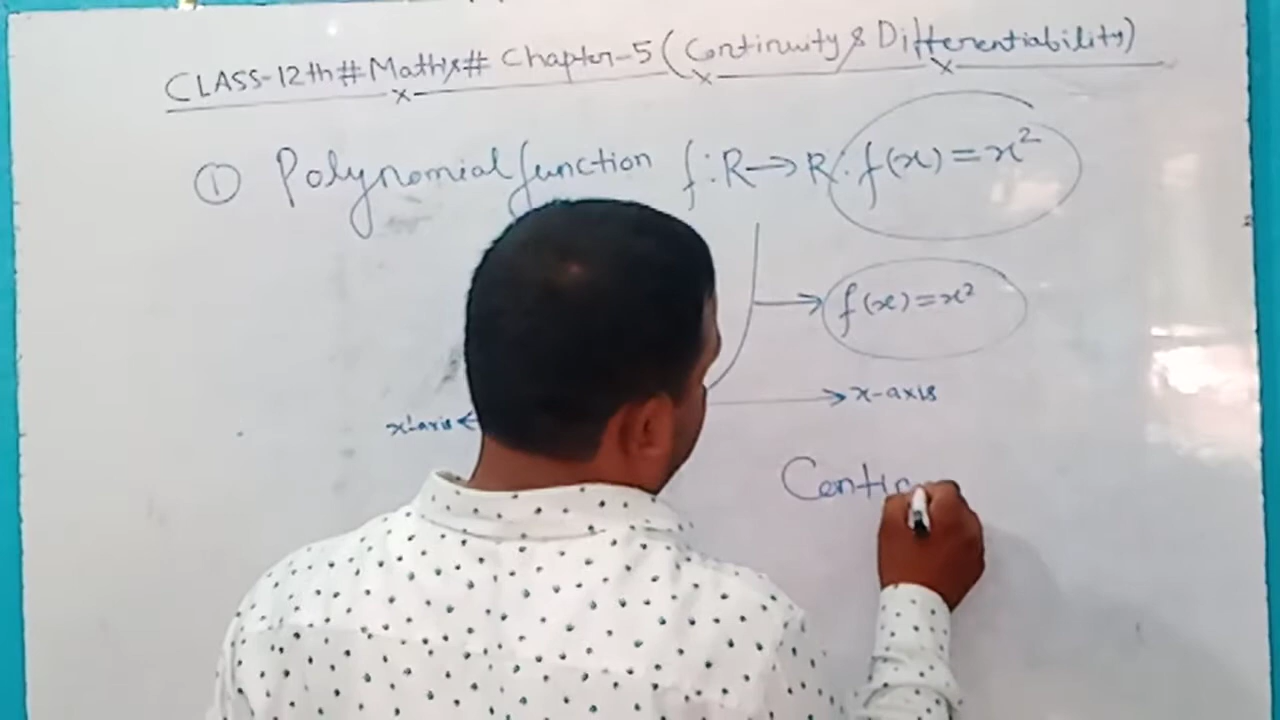 CLASS-12th#Maths# Chapter-5 (Continuity & Differentiability)
① Polynomial function f:R→R:f(x)=x²
f(x)=x²
x-axis
x'axis
Contin